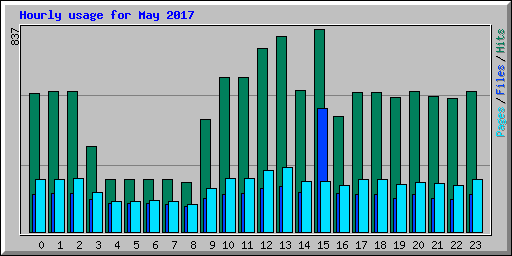 Hourly usage for May 2017
837
Pages / Files / Hits
0 1 2 3 4 5 6 7 8 9 10 11 12 13 14 15 16 17 18 19 20 21 22 23